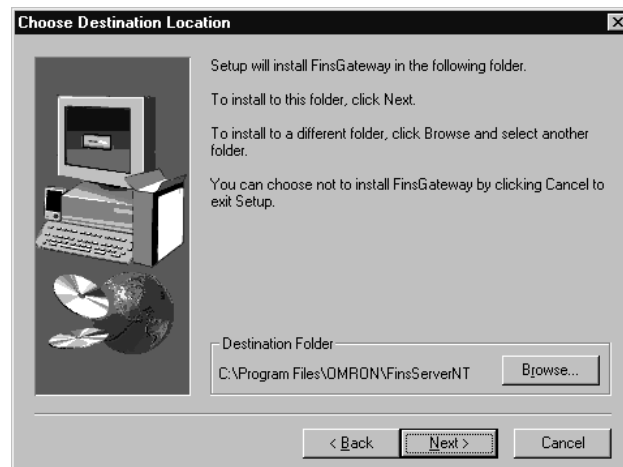 Choose Destination Location
Setup will install FinsGateway in the following folder.
To install to this folder, click Next.
To install to a different folder, click Browse and select another
folder.
You can choose not to install FinsGateway by clicking Cancel to
exit Setup.
Destination Folder
C:\Program Files\OMRON\FinsServerNT
Browse...
< Back
Next >
Cancel